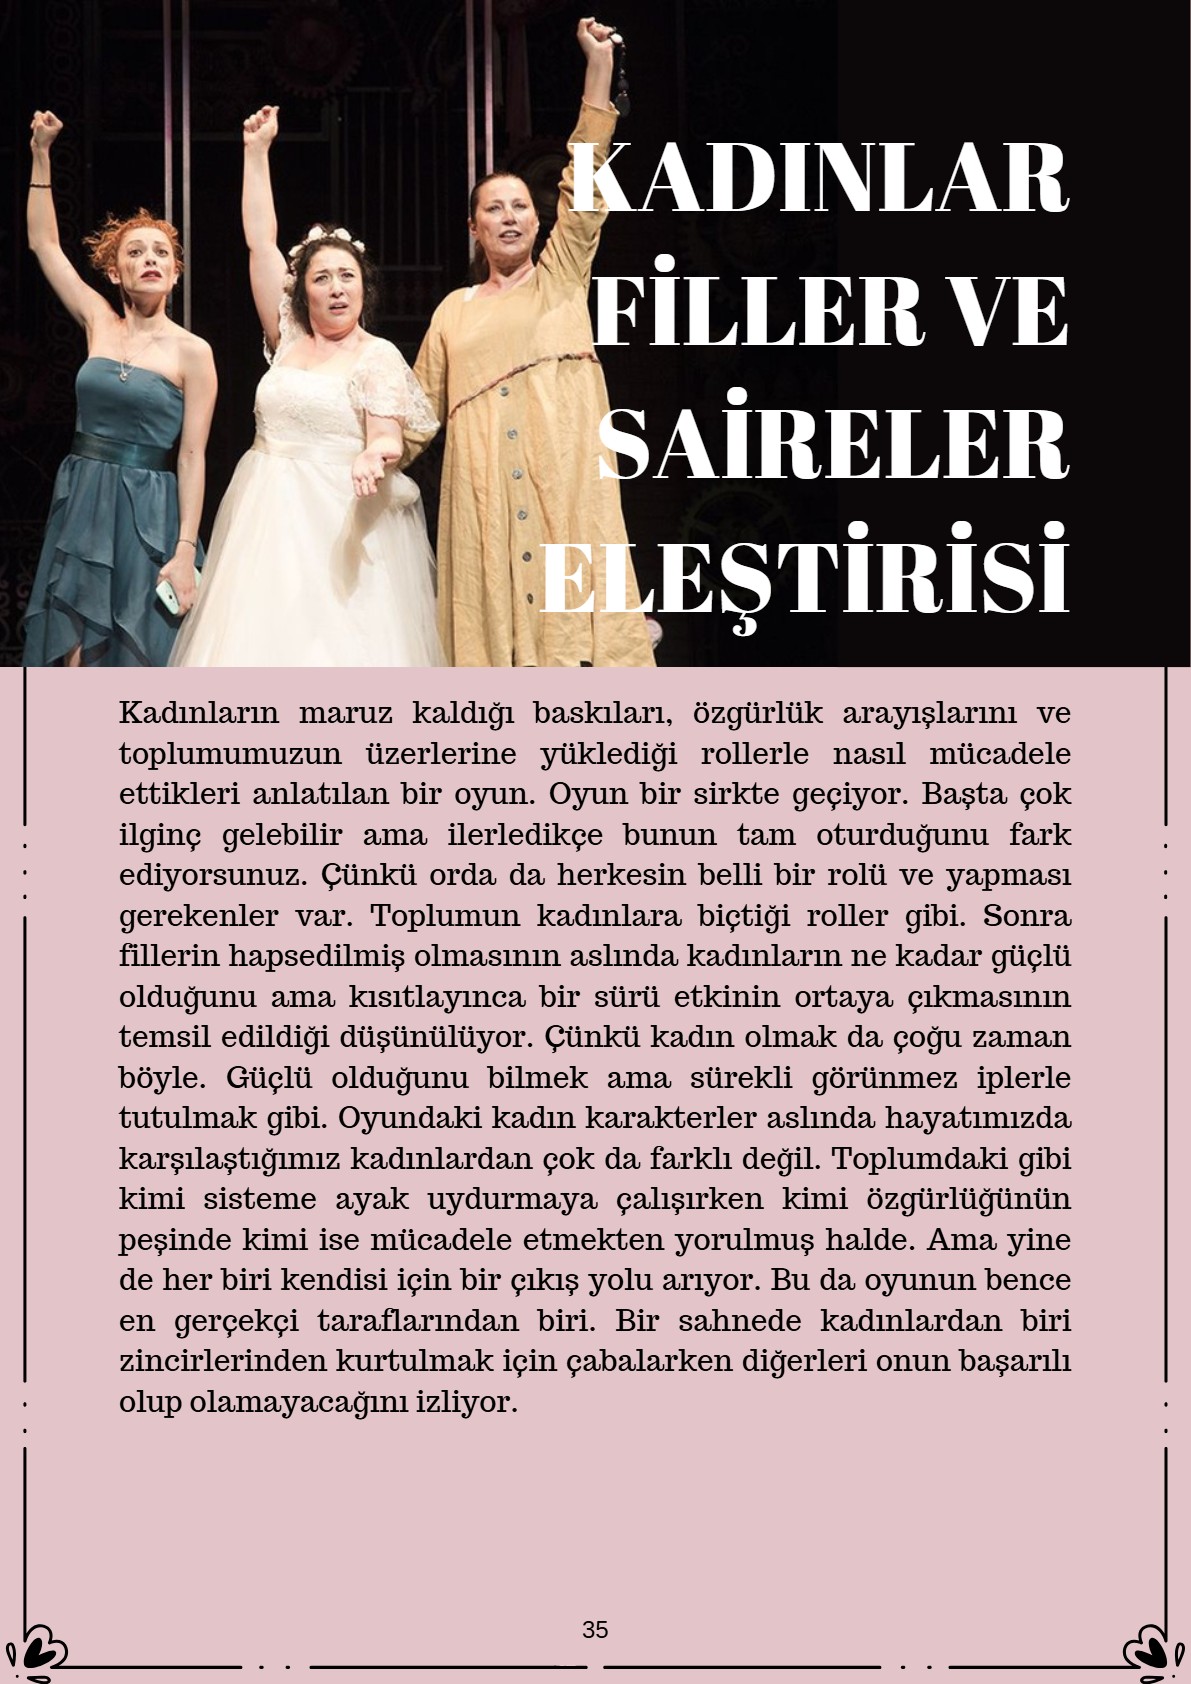 KADINLAR
FİLLER VE
SAİRELER
ELEŞTİRİSİ
Kadınların maruz kaldığı baskıları, özgürlük arayışlarını ve
toplumumuzun üzerlerine yüklediği rollerle nasıl mücadele
ettikleri anlatılan bir oyun. Oyun bir sirkte geçiyor. Başta çok
ilginç gelebilir ama ilerledikçe bunun tam oturduğunu fark
ediyorsunuz. Çünkü orda da herkesin belli bir rolü ve yapması
gerekenler var. Toplumun kadınlara biçtiği roller gibi. Sonra
fillerin hapsedilmiş olmasının aslında kadınların ne kadar güçlü
olduğunu ama kısıtlayınca bir sürü etkinin ortaya çıkmasının
temsil edildiği düşünülüyor. Çünkü kadın olmak da çoğu zaman
böyle. Güçlü olduğunu bilmek ama sürekli görünmez iplerle
tutulmak gibi. Oyundaki kadın karakterler aslında hayatımızda
karşılaştığımız kadınlardan çok da farklı değil. Toplumdaki gibi
kimi sisteme ayak uydurmaya çalışırken kimi özgürlüğünün
peşinde kimi ise mücadele etmekten yorulmuş halde. Ama yine
de her biri kendisi için bir çıkış yolu arıyor. Bu da oyunun bence
en gerçekçi taraflarından biri. Bir sahnede kadınlardan biri
zincirlerinden kurtulmak için çabalarken diğerleri onun başarılı
olup olamayacağını izliyor.
35